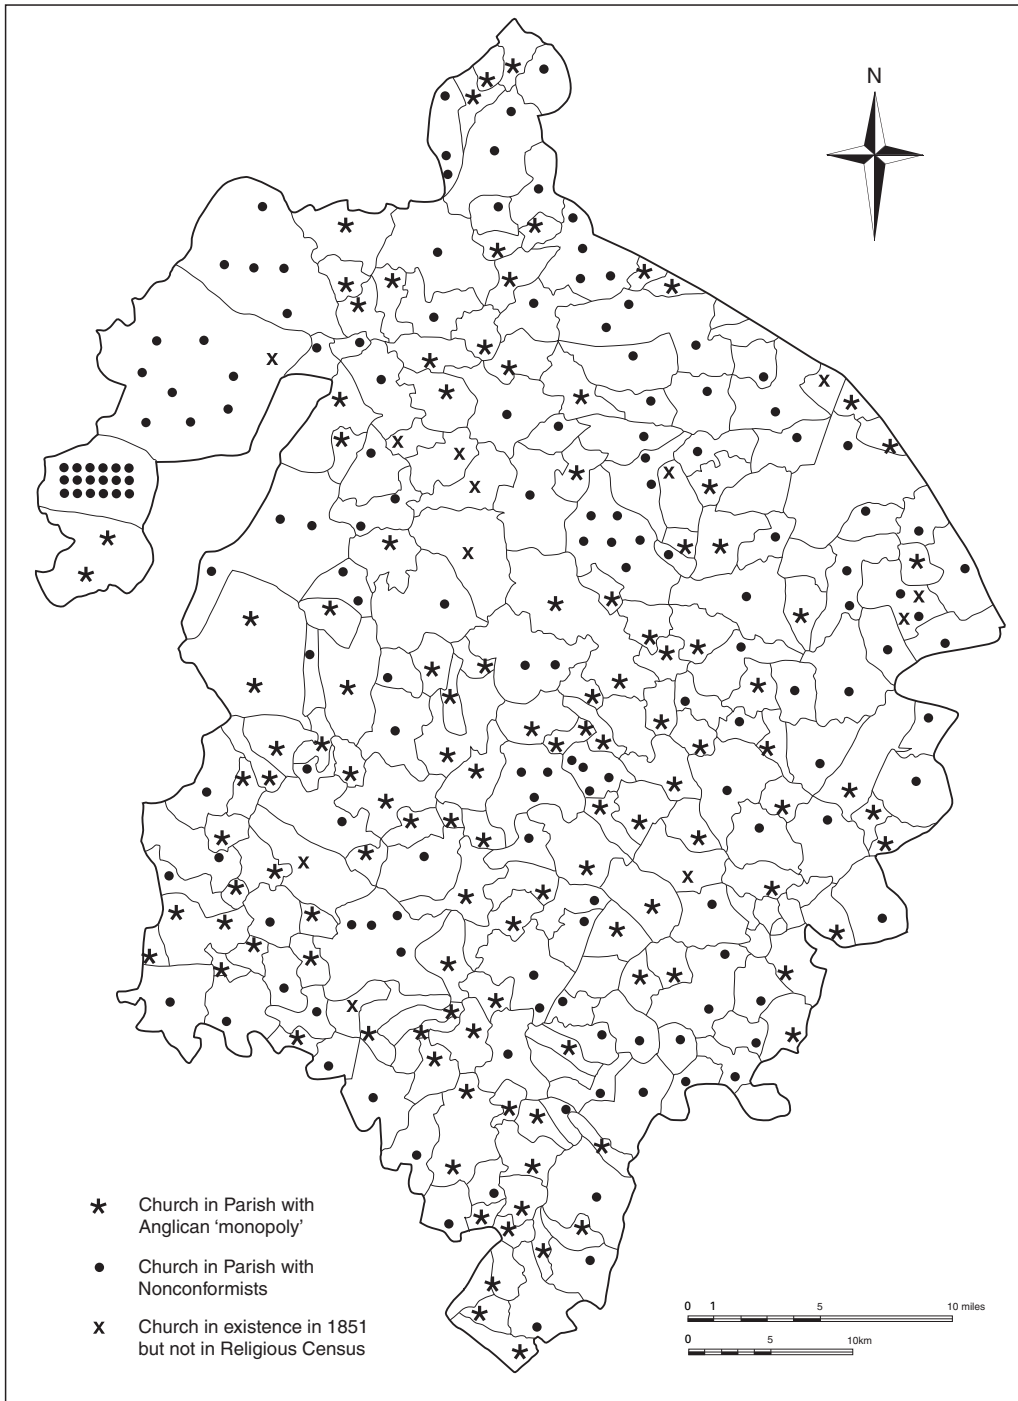 N
Church in Parish with
Anglican ‘monopoly’
Church in Parish with
Nonconformists
x Church in existence in 1851
but not in Religious Census
0 1 5 10 miles
0 5 10km